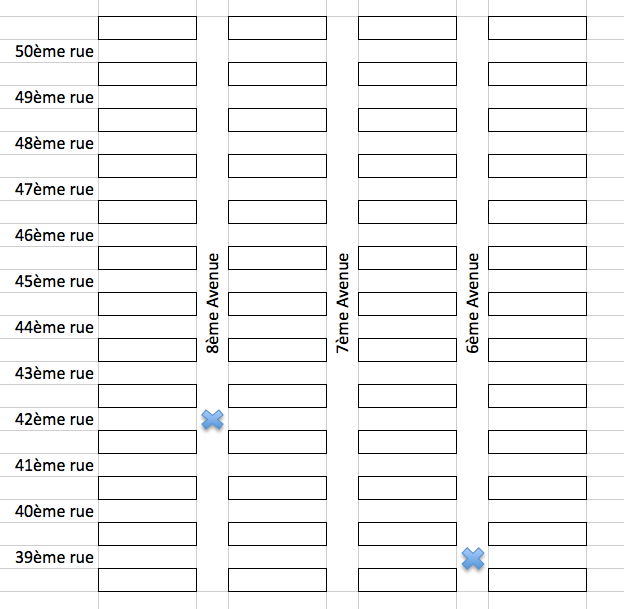 50ème rue
49ème rue
48ème rue
47ème rue
46ème rue
45ème rue
44ème rue
43ème rue
42ème rue
41ème rue
40ème rue
39ème rue
8ème Avenue
7ème Avenue
6ème Avenue